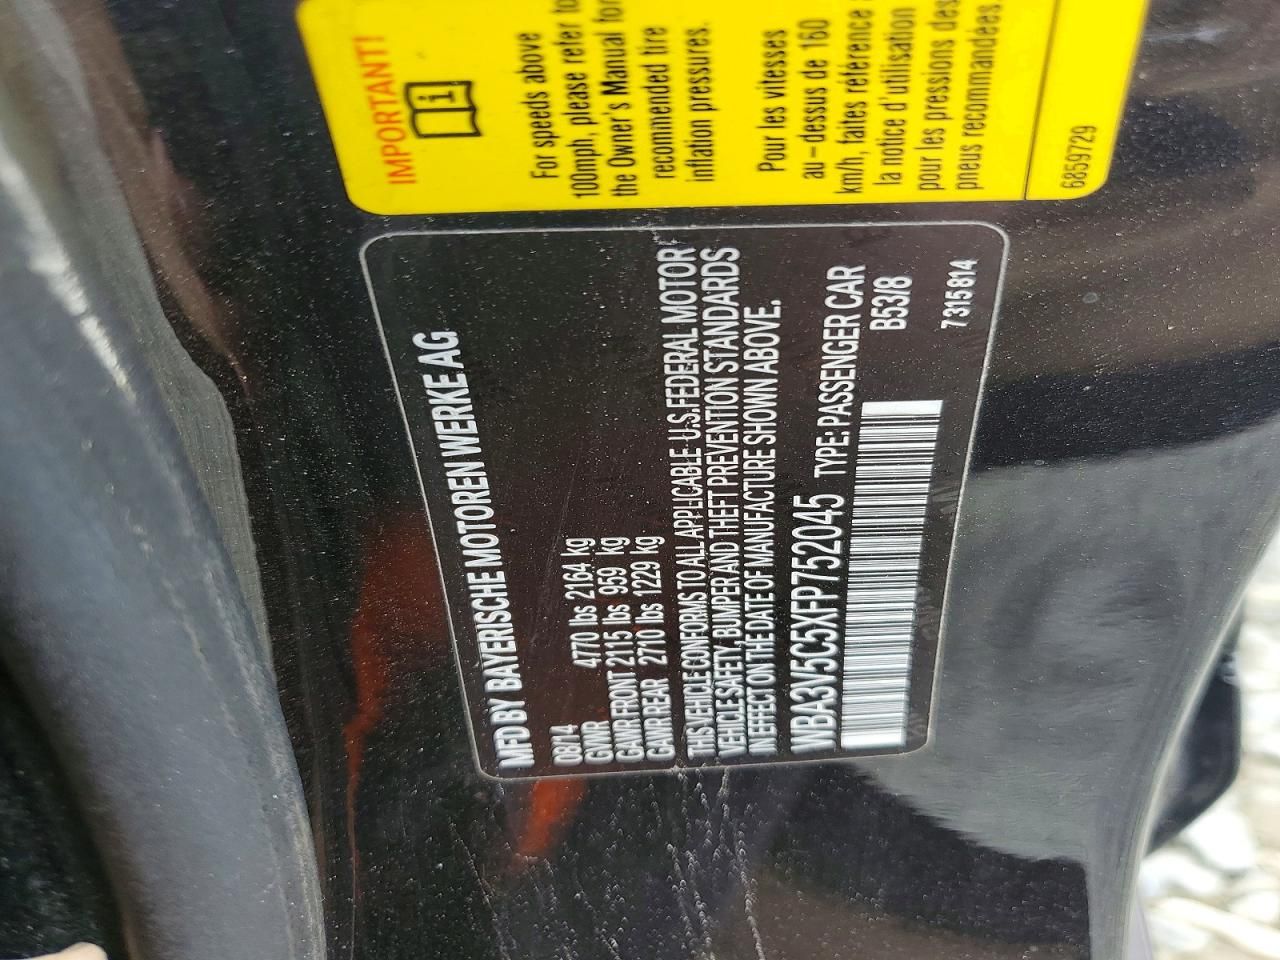 MFD BY BAYERISCHE MOTOREN WERKE AG
08/14
GVWR 4770 lbs 2164 kg
GAWR FRONT 2115 lbs 959 kg
GAWR REAR 2710 lbs 1229 kg
THIS VEHICLE CONFORMS TO ALL APPLICABLE U.S.FEDERAL MOTOR
VEHICLE SAFETY, BUMPER AND THEFT PREVENTION STANDARDS
IN EFFECT ON THE DATE OF MANUFACTURE SHOWN ABOVE.
WBA3V5C5XFP752045 TYPE: PASSENGER CAR
B53I8
7315814
IMPORTANT!
i
For speeds above
100mph, please refer to
the Owner's Manual for
recommended tire
inflation pressures.
Pour les vitesses
au-dessus de 160
km/h, faites référence
la notice d'utilisation
pour les pressions des
pneus recommandées.
6859729